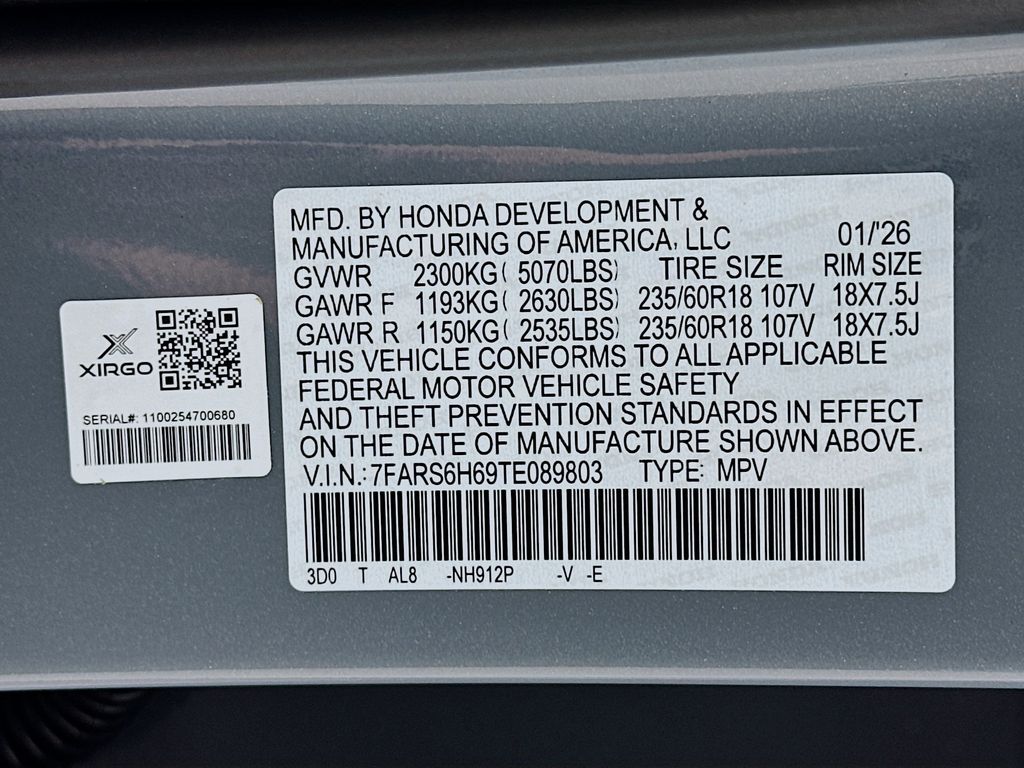 MFD. BY HONDA DEVELOPMENT &
MANUFACTURING OF AMERICA, LLC 01/'26
GVWR 2300KG( 5070LBS) TIRE SIZE RIM SIZE
GAWR F 1193KG( 2630LBS) 235/60R18 107V 18X7.5J
GAWR R 1150KG( 2535LBS) 235/60R18 107V 18X7.5J
THIS VEHICLE CONFORMS TO ALL APPLICABLE
FEDERAL MOTOR VEHICLE SAFETY
AND THEFT PREVENTION STANDARDS IN EFFECT
ON THE DATE OF MANUFACTURE SHOWN ABOVE.
V.I.N.:7FARS6H69TE089803 TYPE: MPV
3D0 T AL8 -NH912P -V -E
XIRGO
SERIAL#: 1100254700680